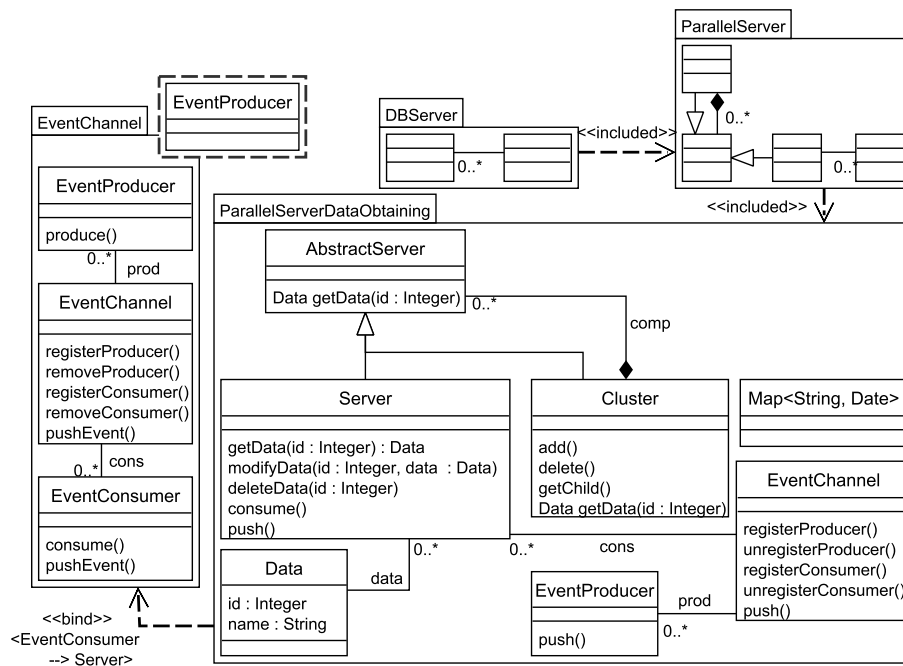 ParallelServer
0..*
0..*
DBServer
0..*
<<included>>
<<included>>
EventProducer
EventChannel
EventProducer
produce()
0..*
prod
EventChannel
registerProducer()
removeProducer()
registerConsumer()
removeConsumer()
pushEvent()
cons
0..*
EventConsumer
consume()
pushEvent()
<<bind>>
<EventConsumer
--> Server>
ParallelServerDataObtaining
AbstractServer
Data getData(id : Integer)
0..*
comp
Server
getData(id : Integer) : Data
modifyData(id : Integer, data : Data)
deleteData(id : Integer)
consume()
push()
Cluster
add()
delete()
getChild()
Data getData(id : Integer)
Map<String, Date>
EventChannel
registerProducer()
unregisterProducer()
registerConsumer()
unregisterConsumer()
push()
0..*
0..*
cons
data
Data
id : Integer
name : String
EventProducer
push()
prod
0..*